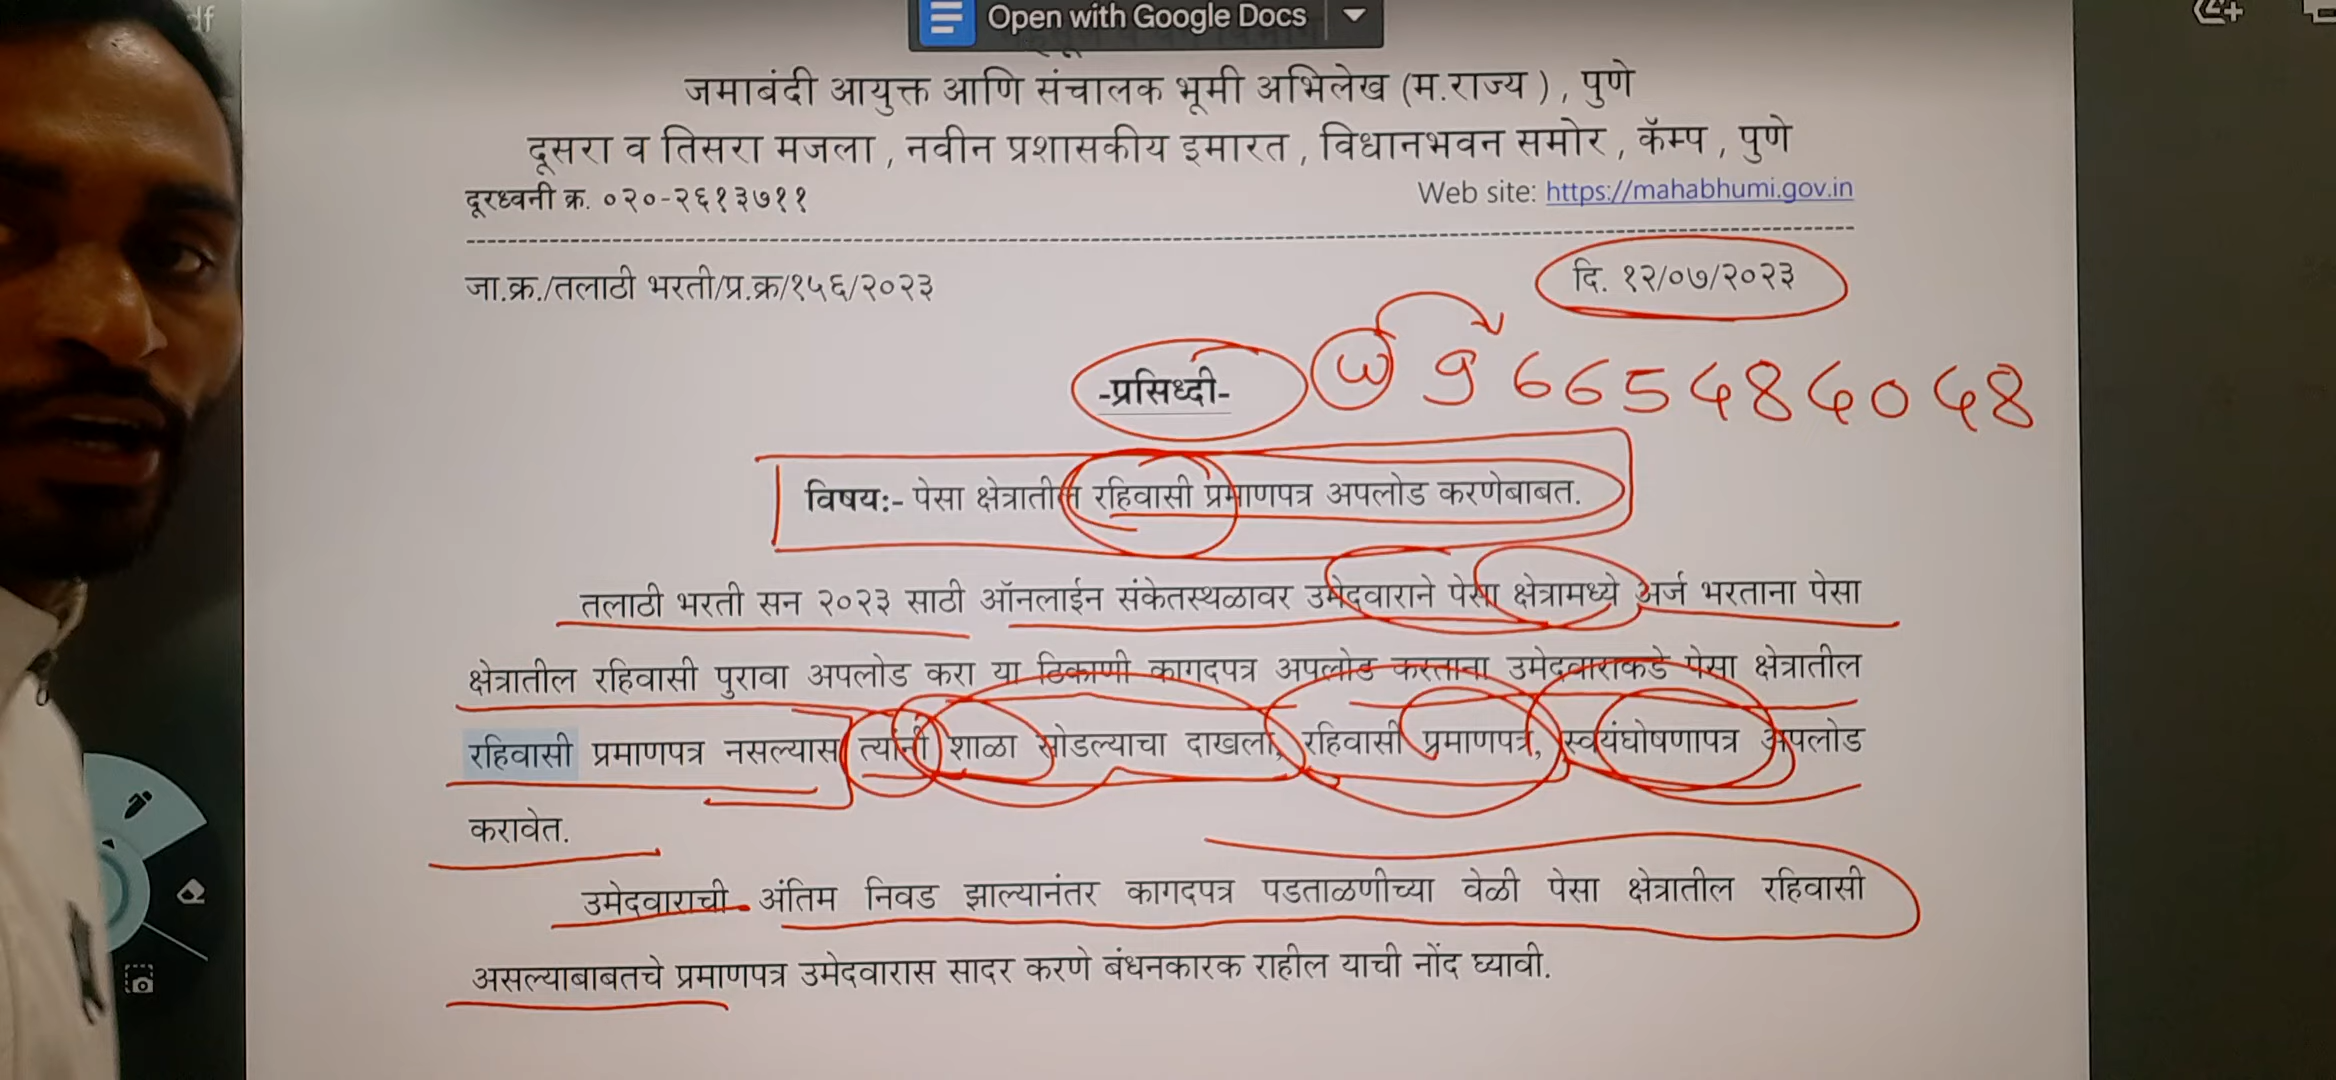 df
Open with Google Docs
जमाबंदी आयुक्त आणि संचालक भूमी अभिलेख (म.राज्य ) , पुणे
दूसरा व तिसरा मजला , नवीन प्रशासकीय इमारत , विधानभवन समोर , कॅम्प , पुणे
दूरध्वनी क्र. ०२०-२६१३७११
Web site: https://mahabhumi.gov.in
जा.क्र./तलाठी भरती/प्र.क्र/१५६/२०२३
दि. १२/०७/२०२३
-प्रसिध्दी-
विषय:- पेसा क्षेत्रातील रहिवासी प्रमाणपत्र अपलोड करणेबाबत.
तलाठी भरती सन २०२३ साठी ऑनलाईन संकेतस्थळावर उमेदवाराने पेसा क्षेत्रामध्ये अर्ज भरताना पेसा
क्षेत्रातील रहिवासी पुरावा अपलोड करा या ठिकाणी कागदपत्र अपलोड करताना उमेदवाराकडे पेसा क्षेत्रातील
रहिवासी प्रमाणपत्र नसल्यास त्यांनी शाळा सोडल्याचा दाखला, रहिवासी प्रमाणपत्र, स्वयंघोषणापत्र अपलोड
करावेत.
उमेदवाराची अंतिम निवड झाल्यानंतर कागदपत्र पडताळणीच्या वेळी पेसा क्षेत्रातील रहिवासी
असल्याबाबतचे प्रमाणपत्र उमेदवारास सादर करणे बंधनकारक राहील याची नोंद घ्यावी.